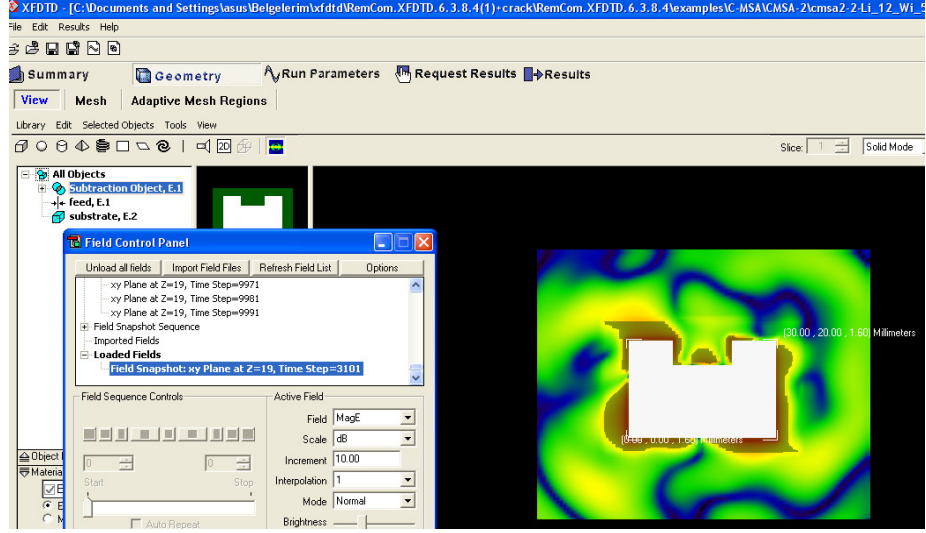 XFDTD - [C:\Documents and Settings\asus\Belgelerim\xfdtd\RemCom.XFDTD.6.3.8.4(1)+crack\RemCom.XFDTD.6.3.8.4\examples\C-MSA\CMSA-2\cmsa2-2-Li_12_Wi_5
File Edit Results Help
Summary Geometry Run Parameters Request Results Results
View Mesh Adaptive Mesh Regions
Library Edit Selected Objects Tools View
2D Slice: 1 Solid Mode
All Objects
Subtraction Object, E.1
feed, E.1
substrate, E.2
Field Control Panel
Unload all fields Import Field Files Refresh Field List Options
xy Plane at Z=19, Time Step=9971
xy Plane at Z=19, Time Step=9981
xy Plane at Z=19, Time Step=9991
Field Snapshot Sequence
Imported Fields
Loaded Fields
Field Snapshot: xy Plane at Z=19, Time Step=3101
Field Sequence Controls
0 0
Start Stop
Auto Repeat
Active Field
Field MagE
Scale dB
Increment 10.00
Interpolation 1
Mode Normal
Brightness
Object
Materia
E
E
M
(30.00 , 20.00 , 1.60) Millimeters
(0.00 , 0.00 , 1.60) Millimeters